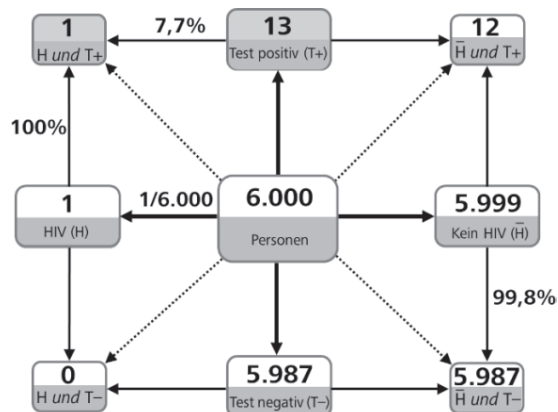 1
H und T+
7,7%
13
Test positiv (T+)
12
H̅ und T+
100%
1
HIV (H)
1/6.000
6.000
Personen
5.999
Kein HIV (H̅)
99,8%
0
H und T−
5.987
Test negativ (T−)
5.987
H̅ und T−